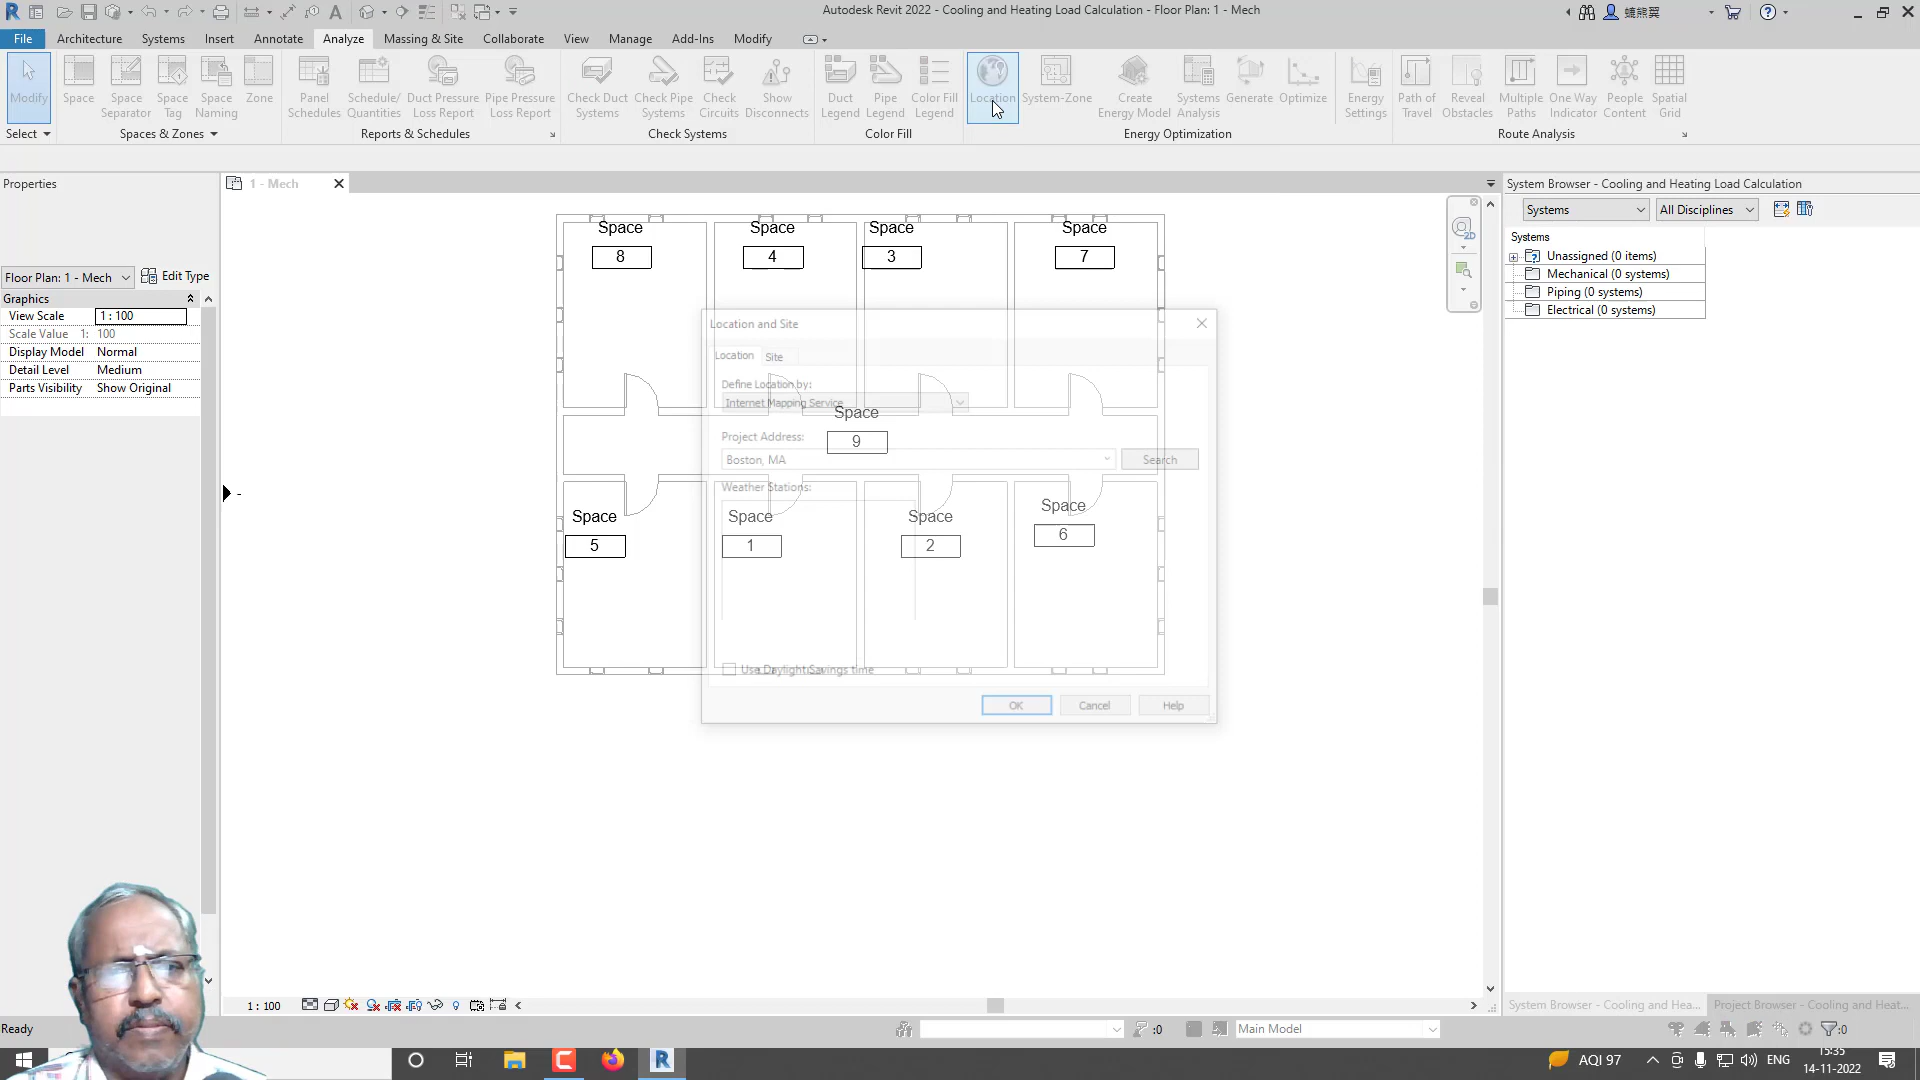 Autodesk Revit 2022 - Cooling and Heating Load Calculation - Floor Plan: 1 - Mech
File Architecture Systems Insert Annotate Analyze Massing & Site Collaborate View Manage Add-Ins Modify
Modify Space Space Separator Space Tag Space Naming Zone Panel Schedules Schedule/ Quantities Duct Pressure Loss Report Pipe Pressure Loss Report Check Duct Systems Check Pipe Systems Check Circuits Show Disconnects Duct Legend Pipe Legend Color Fill Legend Location System-Zone Create Energy Model Systems Analysis Generate Optimize Energy Settings Path of Travel Reveal Obstacles Multiple Paths One Way Indicator People Content Spatial Grid
Select Spaces & Zones Reports & Schedules Check Systems Color Fill Energy Optimization Route Analysis
Properties
1 - Mech
System Browser - Cooling and Heating Load Calculation
Systems All Disciplines
Systems
Unassigned (0 items)
Mechanical (0 systems)
Piping (0 systems)
Electrical (0 systems)
Floor Plan: 1 - Mech Edit Type
Graphics
View Scale 1 : 100
Scale Value 1: 100
Display Model Normal
Detail Level Medium
Parts Visibility Show Original
Space Space Space Space
8 4 3 7
Location and Site
Location Site
Define Location by:
Internet Mapping Service
Space
9
Project Address:
Boston, MA Search
Weather Stations:
Space Space Space Space
5 1 2 6
Use Daylight Savings time
OK Cancel Help
1 : 100
System Browser - Cooling and Hea... Project Browser - Cooling and Heat...
Ready :0 Main Model :0
AQI 97 ENG 15:35
14-11-2022